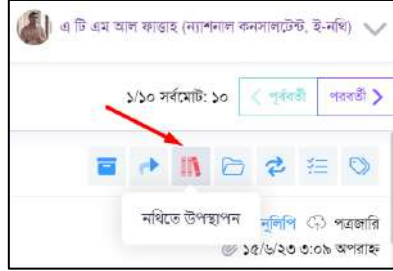 এ টি এম আল ফাত্তাহ (ন্যাশনাল কনসালটেন্ট, ই-নথি)
১/১০ সর্বমোট: ১০ < পূর্ববর্তী পরবর্তী >
নথিতে উপস্থাপন
নুলিপি পত্রজারি
১৫/৬/২৩ ৩:০৯ অপরাহ্ন